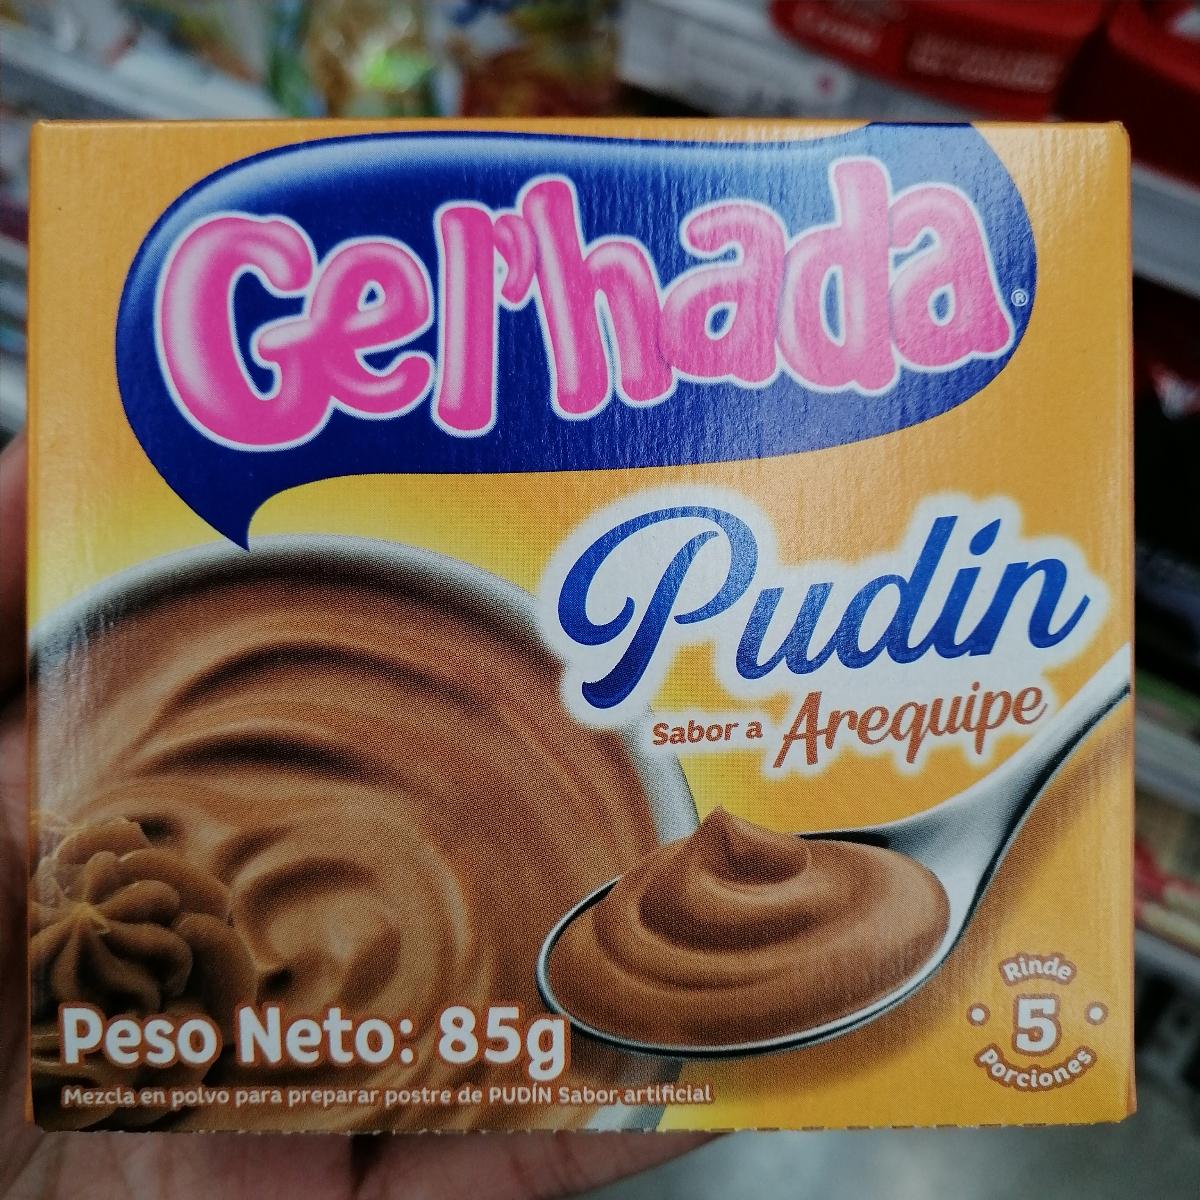 Gel'hada®
Pudín
Sabor a Arequipe
Rinde
5
Porciones
Peso Neto: 85g
Mezcla en polvo para preparar postre de PUDÍN Sabor artificial